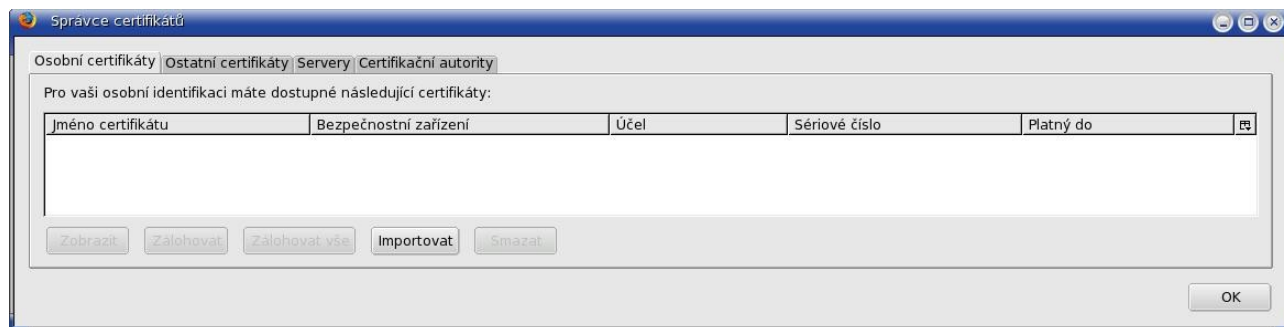 Správce certifikátů
Osobní certifikáty Ostatní certifikáty Servery Certifikační autority
Pro vaši osobní identifikaci máte dostupné následující certifikáty:
Jméno certifikátu Bezpečnostní zařízení Účel Sériové číslo Platný do
Zobrazit Zálohovat Zálohovat vše Importovat Smazat
OK